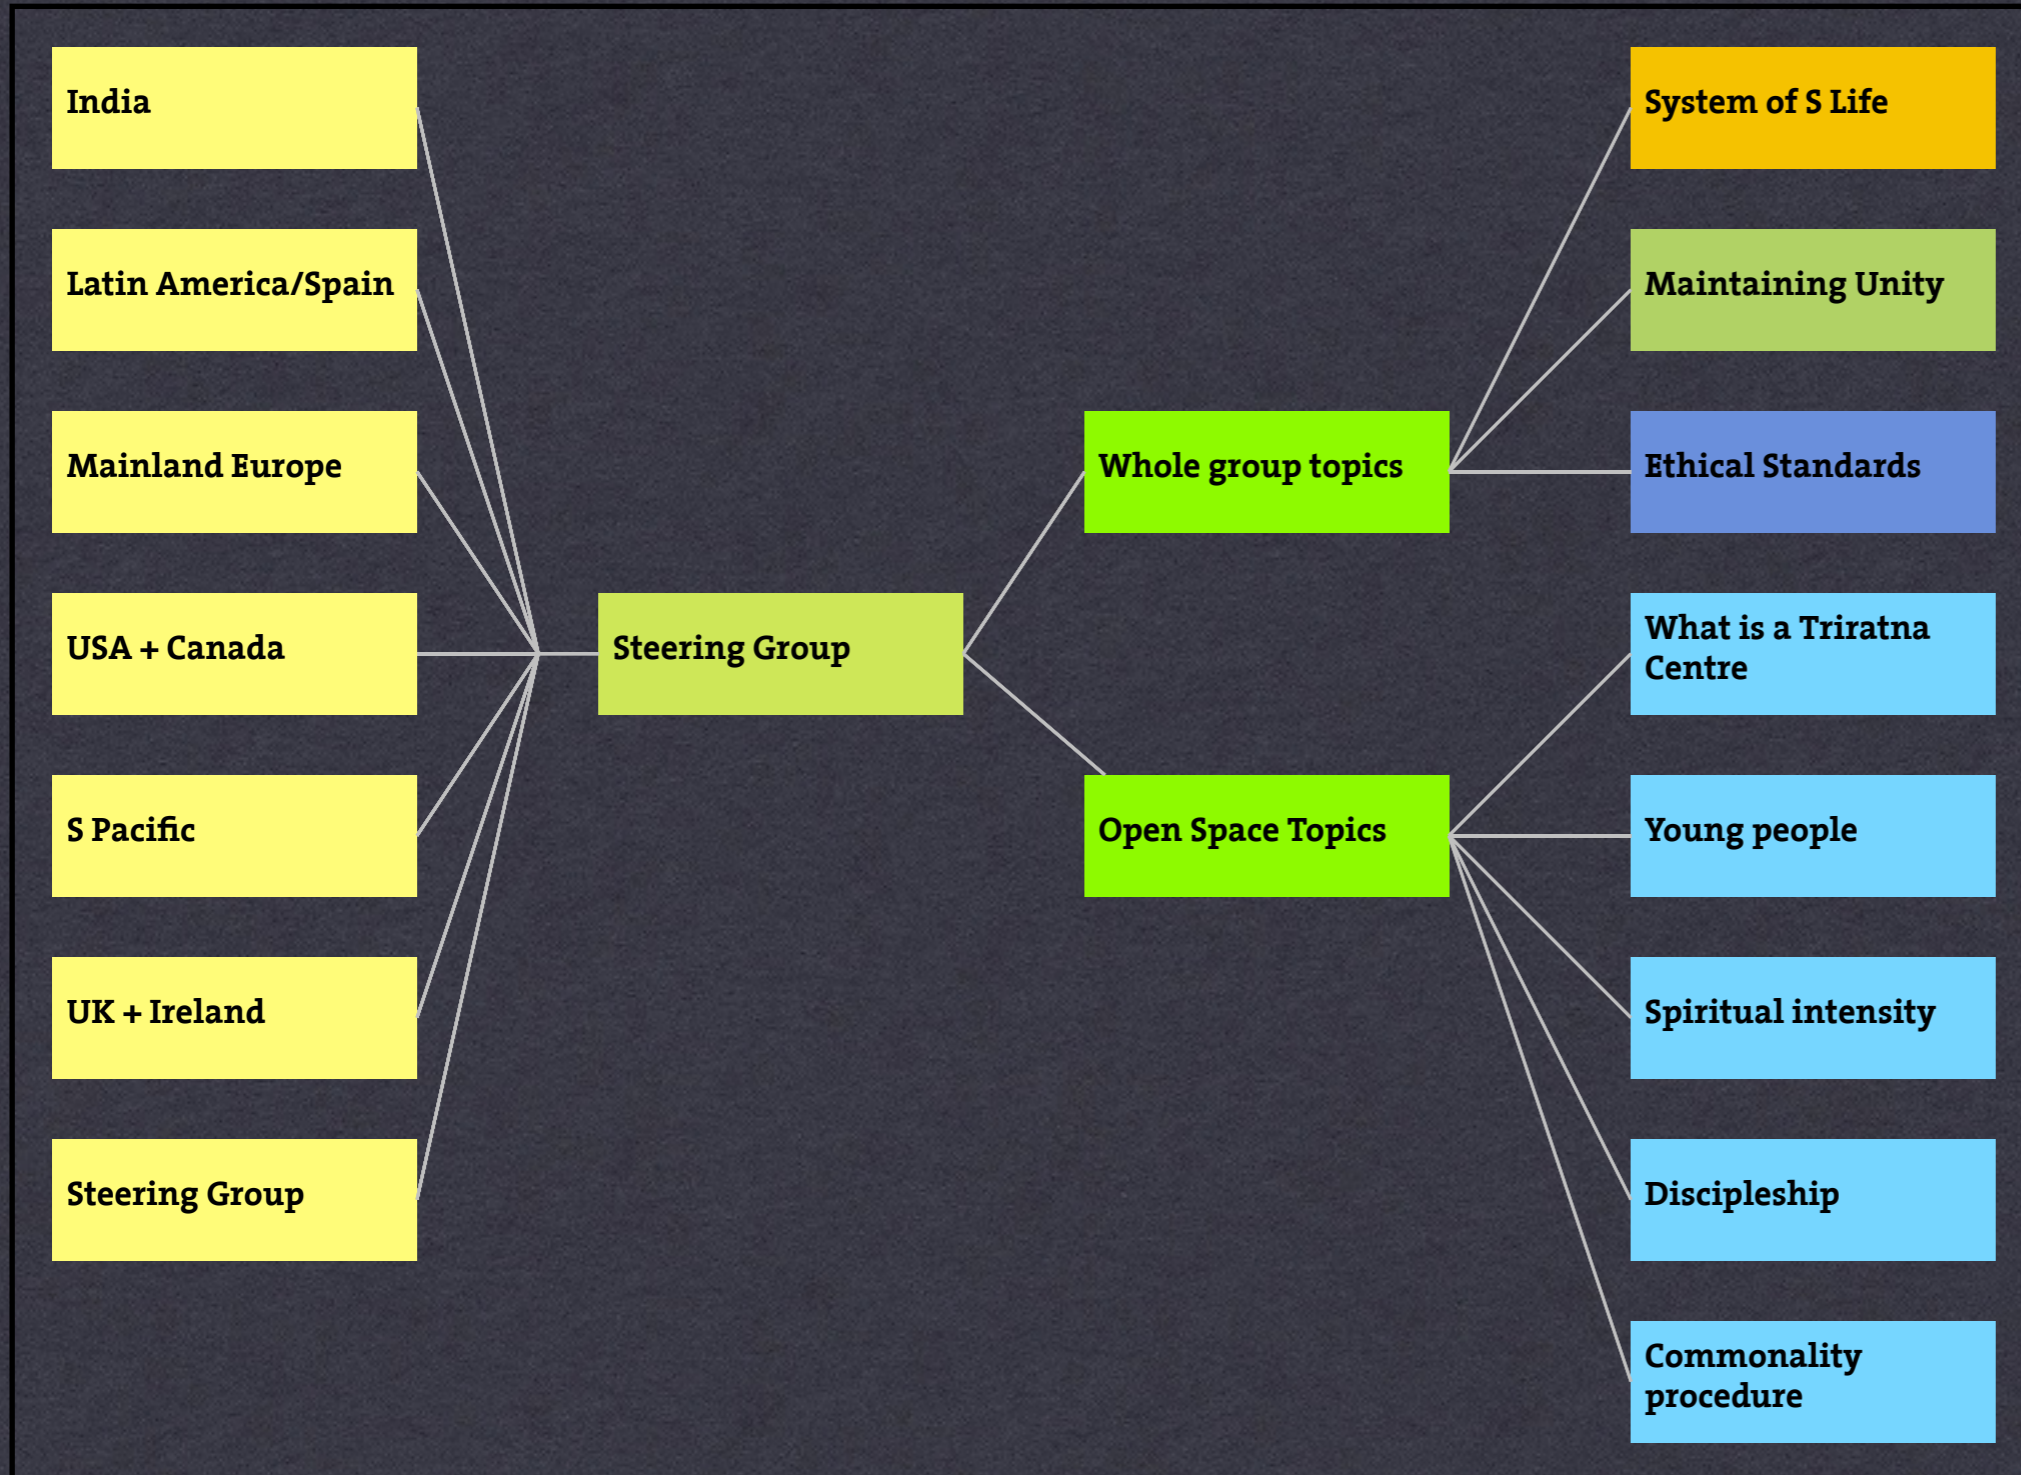 India
Latin America/Spain
Mainland Europe
USA + Canada
S Pacific
UK + Ireland
Steering Group
Steering Group
Whole group topics
Open Space Topics
System of S Life
Maintaining Unity
Ethical Standards
What is a Triratna
Centre
Young people
Spiritual intensity
Discipleship
Commonality
procedure